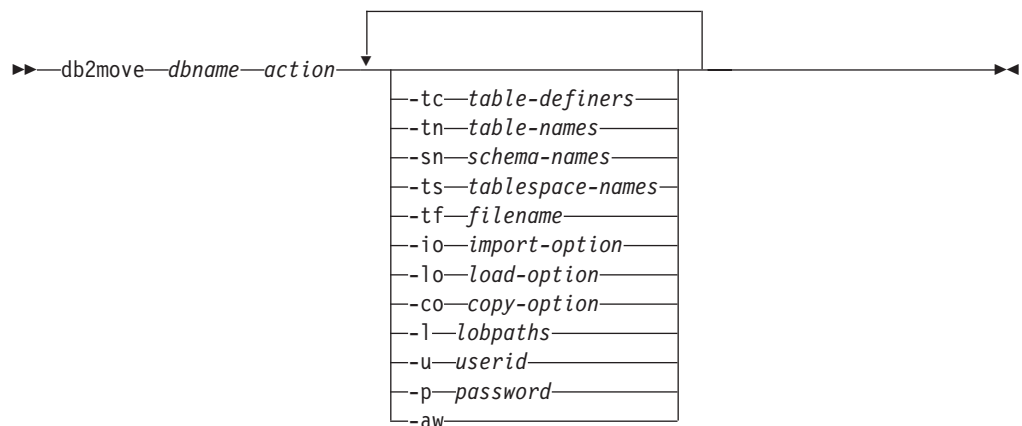 db2move dbname action
-tc table-definers
-tn table-names
-sn schema-names
-ts tablespace-names
-tf filename
-io import-option
-lo load-option
-co copy-option
-l lobpaths
-u userid
-p password
-aw